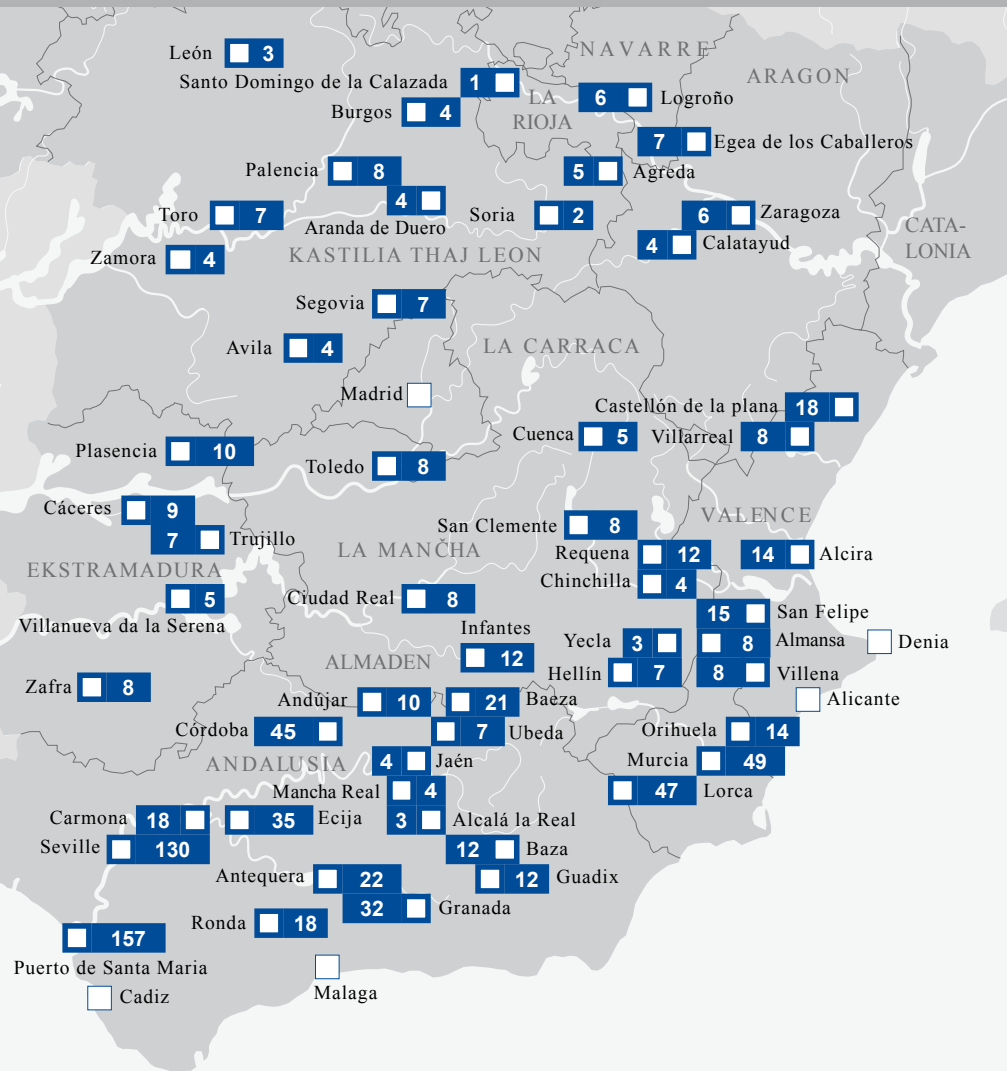 León 3
NAVARRE
Santo Domingo de la Calazada 1
ARAGON
6 Logroño
LA
RIOJA
Burgos 4
7 Egea de los Caballeros
Palencia 8
5 Agreda
4
Aranda de Duero
Toro 7
Soria 2
6 Zaragoza
CATA-
LONIA
4 Calatayud
Zamora 4
KASTILIA THAJ LEON
Segovia 7
Avila 4
LA CARRACA
Madrid
Castellón de la plana 18
Cuenca 5
Villarreal 8
Plasencia 10
Toledo 8
Cáceres 9
7 Trujillo
San Clemente 8
VALENCE
LA MANČHA
Requena 12
14 Alcira
EKSTRAMADURA
Chinchilla 4
5
Villanueva da la Serena
Ciudad Real 8
15 San Felipe
Infantes
12
Yecla 3
8 Almansa
Denia
ALMADEN
Hellín 7
8 Villena
Zafra 8
Andújar 10
21 Baeza
Alicante
Córdoba 45
7 Ubeda
Orihuela 14
ANDALUSIA
4 Jaén
Murcia 49
Mancha Real 4
47 Lorca
Carmona 18
35 Ecija
3 Alcalá la Real
Seville 130
12 Baza
Antequera 22
12 Guadix
32 Granada
Ronda 18
157
Puerto de Santa Maria
Malaga
Cadiz